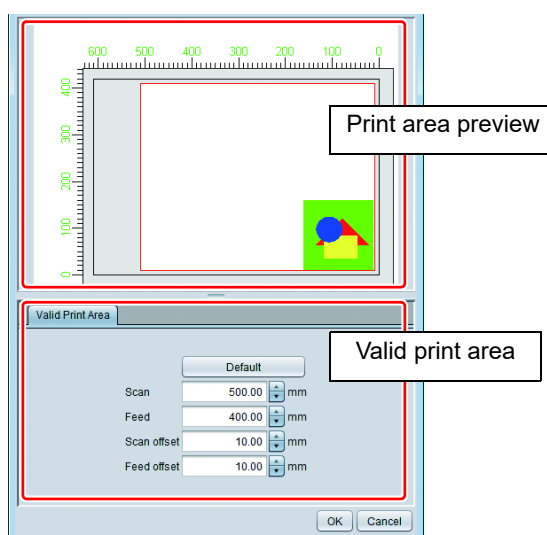 600 500 400 300 200 100 0
400
300
200
100
0
Print area preview
Valid Print Area
Valid print area
Default
Scan 500.00 mm
Feed 400.00 mm
Scan offset 10.00 mm
Feed offset 10.00 mm
OK Cancel